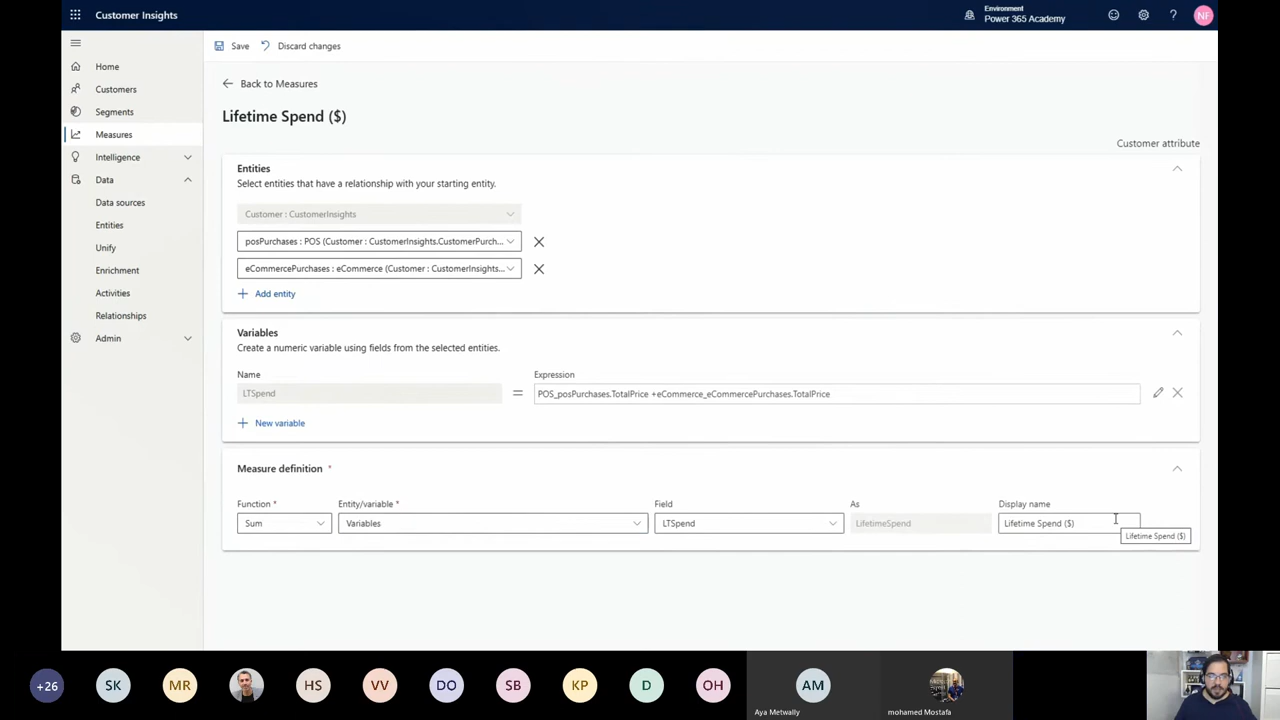 Customer Insights
Environment
Power 365 Academy
NF
Save
Discard changes
Home
Customers
Segments
Measures
Intelligence
Data
Data sources
Entities
Unify
Enrichment
Activities
Relationships
Admin
Back to Measures
Lifetime Spend ($)
Customer attribute
Entities
Select entities that have a relationship with your starting entity.
Customer : CustomerInsights
posPurchases : POS (Customer : CustomerInsights.CustomerPurch...
eCommercePurchases : eCommerce (Customer : CustomerInsights...
Add entity
Variables
Create a numeric variable using fields from the selected entities.
Name
Expression
LTSpend
=
POS_posPurchases.TotalPrice +eCommerce_eCommercePurchases.TotalPrice
New variable
Measure definition *
Function *
Entity/variable *
Field
As
Display name
Sum
Variables
LTSpend
LifetimeSpend
Lifetime Spend ($)
Lifetime Spend ($)
+26
SK
MR
HS
VV
DO
SB
KP
D
OH
AM
Aya Metwally
mohamed Mostafa